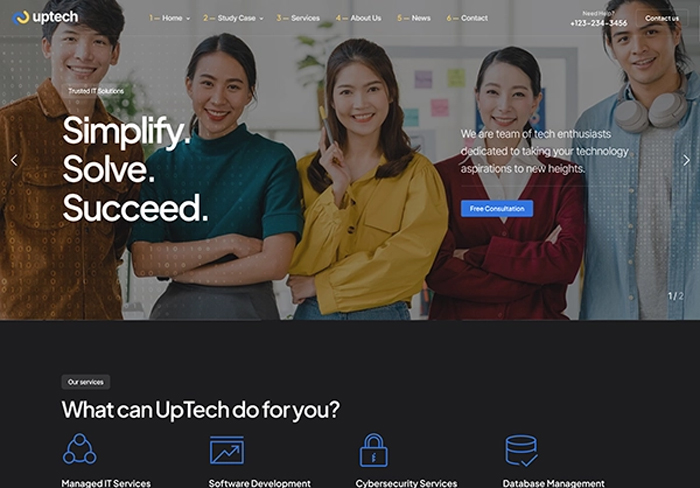 uptech
1 — Home
2 — Study Case
3 — Services
4 — About Us
5 — News
6 — Contact
Need Help?
+123-234-3456
Contact us
Trusted IT Solutions
Simplify.
Solve.
Succeed.
We are team of tech enthusiasts
dedicated to taking your technology
aspirations to new heights.
Free Consultation
1 / 2
Our services
What can UpTech do for you?
Managed IT Services
Software Development
Cybersecurity Services
Database Management